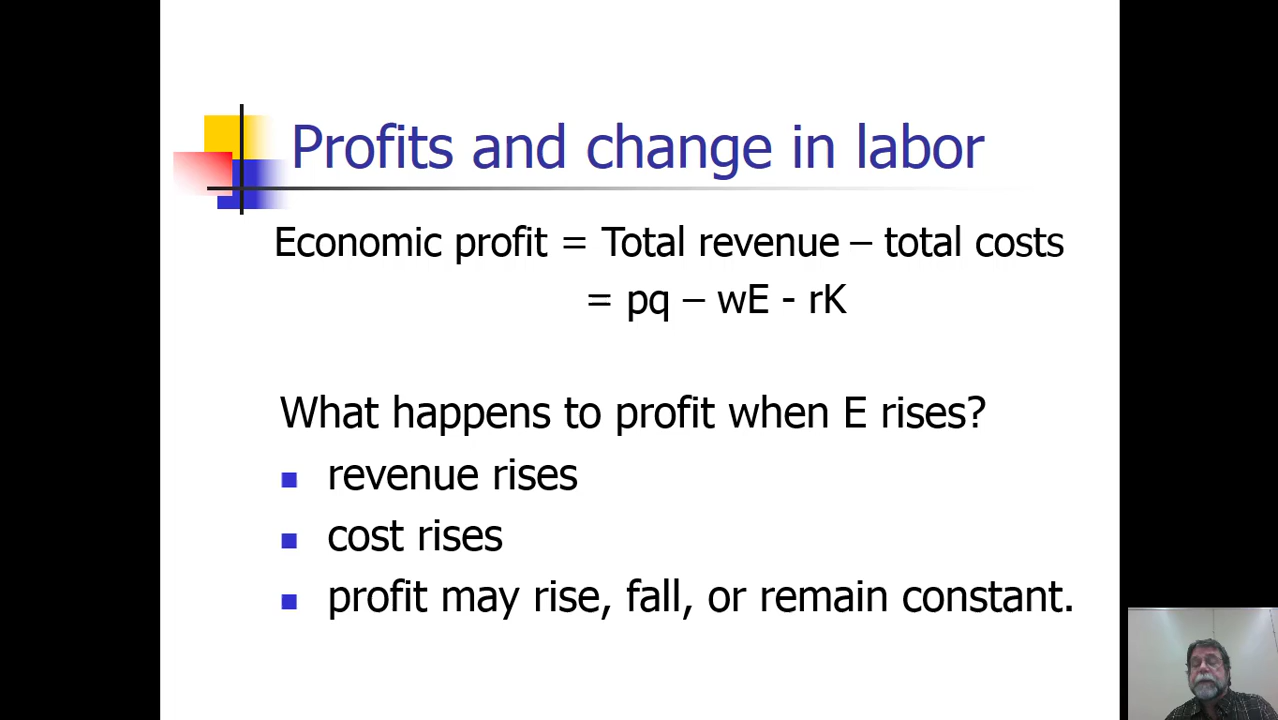 Profits and change in labor
Economic profit = Total revenue – total costs
= pq – wE - rK
What happens to profit when E rises?
revenue rises
cost rises
profit may rise, fall, or remain constant.